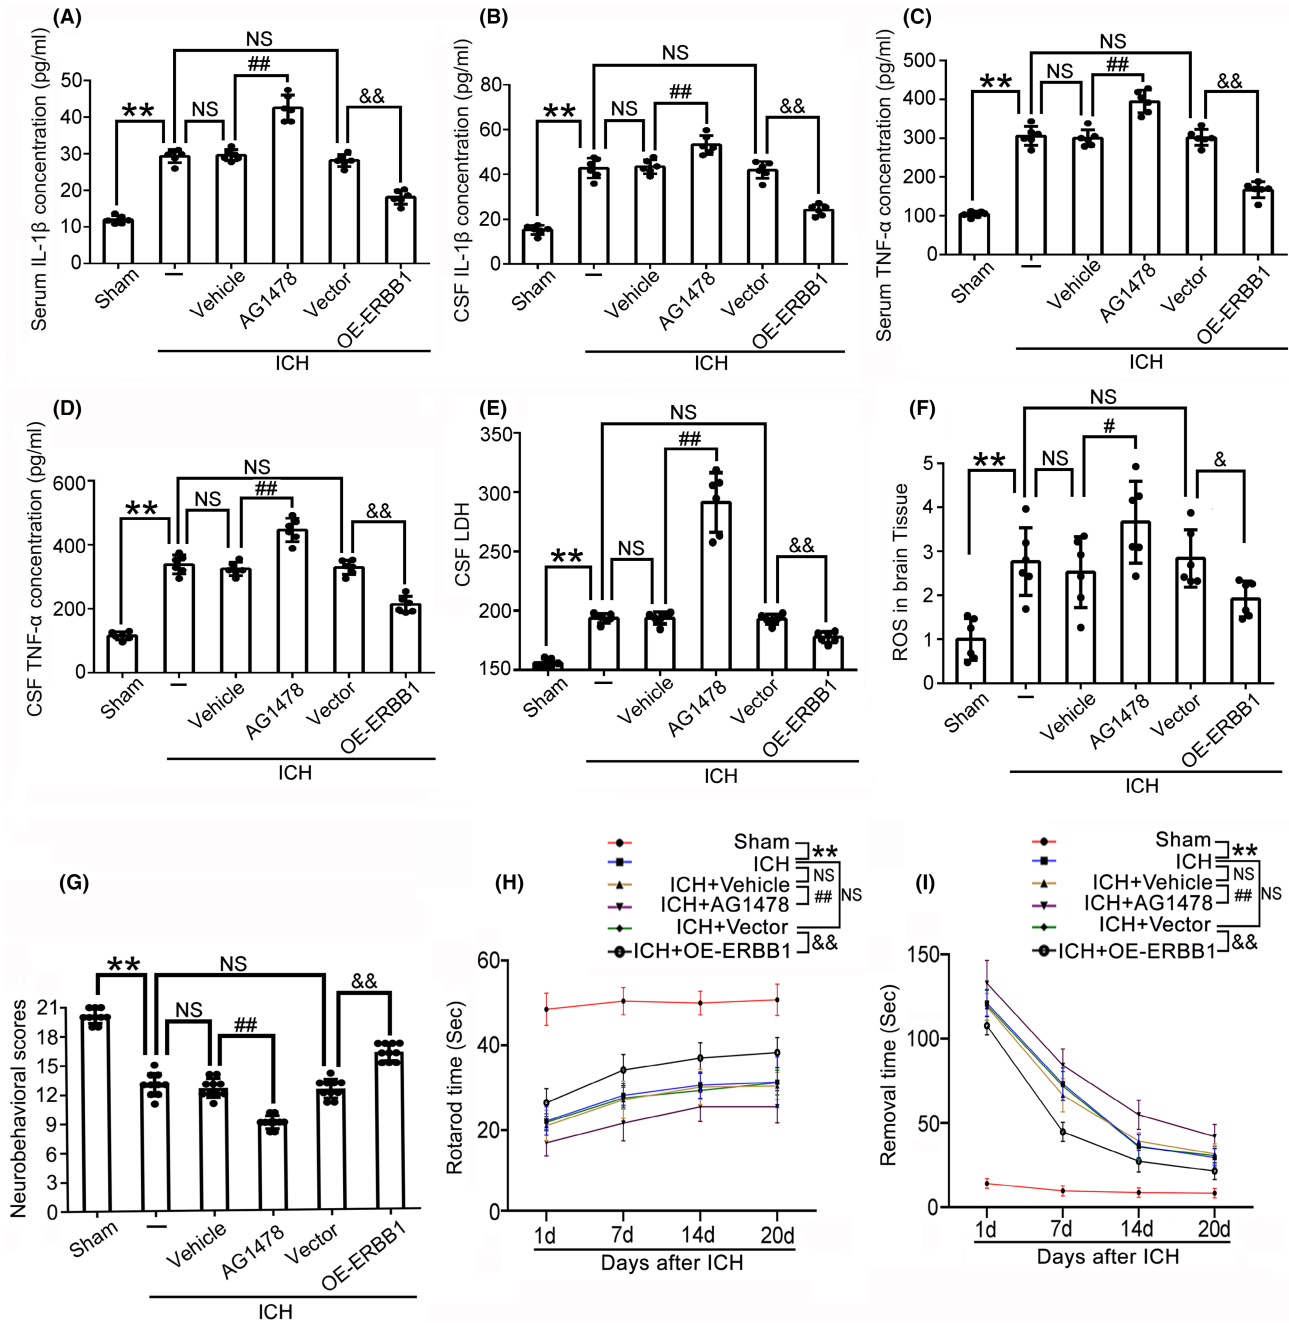 (A)
Serum IL-1β concentration (pg/ml)
50
40
30
20
10
0
**
NS
NS
##
&&
Sham
—
Vehicle
AG1478
Vector
OE-ERBB1
ICH
(B)
CSF IL-1β concentration (pg/ml)
80
60
40
20
0
**
NS
NS
##
&&
Sham
—
Vehicle
AG1478
Vector
OE-ERBB1
ICH
(C)
Serum TNF-α concentration (pg/ml)
500
400
300
200
100
0
**
NS
NS
##
&&
Sham
—
Vehicle
AG1478
Vector
OE-ERBB1
ICH
(D)
CSF TNF-α concentration (pg/ml)
600
400
200
0
**
NS
NS
##
&&
Sham
—
Vehicle
AG1478
Vector
OE-ERBB1
ICH
(E)
CSF LDH
350
300
250
200
150
**
NS
NS
##
&&
Sham
—
Vehicle
AG1478
Vector
OE-ERBB1
ICH
(F)
ROS in brain Tissue
5
4
3
2
1
0
**
NS
NS
#
&
Sham
—
Vehicle
AG1478
Vector
OE-ERBB1
ICH
(G)
Neurobehavioral scores
21
18
15
12
9
6
3
0
**
NS
NS
##
&&
Sham
—
Vehicle
AG1478
Vector
OE-ERBB1
ICH
(H)
Sham
ICH
ICH+Vehicle
ICH+AG1478
ICH+Vector
ICH+OE-ERBB1
**
NS
##
NS
&&
Rotarod time (Sec)
60
40
20
0
1d 7d 14d 20d
Days after ICH
(I)
Sham
ICH
ICH+Vehicle
ICH+AG1478
ICH+Vector
ICH+OE-ERBB1
**
NS
##
NS
&&
Removal time (Sec)
150
100
50
0
1d 7d 14d 20d
Days after ICH